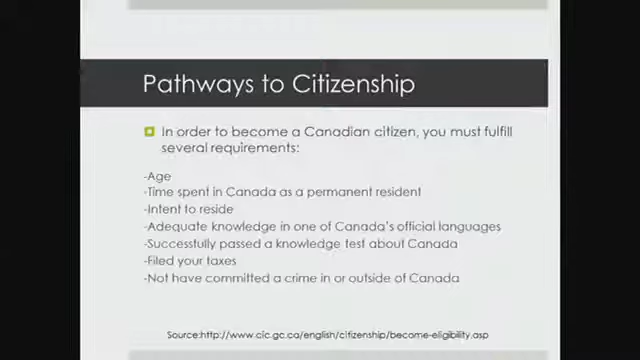 Pathways to Citizenship
In order to become a Canadian citizen, you must fulfill
several requirements:
-Age
-Time spent in Canada as a permanent resident
-Intent to reside
-Adequate knowledge in one of Canada's official languages
-Successfully passed a knowledge test about Canada
-Filed your taxes
-Not have committed a crime in or outside of Canada
Source:http://www.cic.gc.ca/english/citizenship/become-eligibility.asp